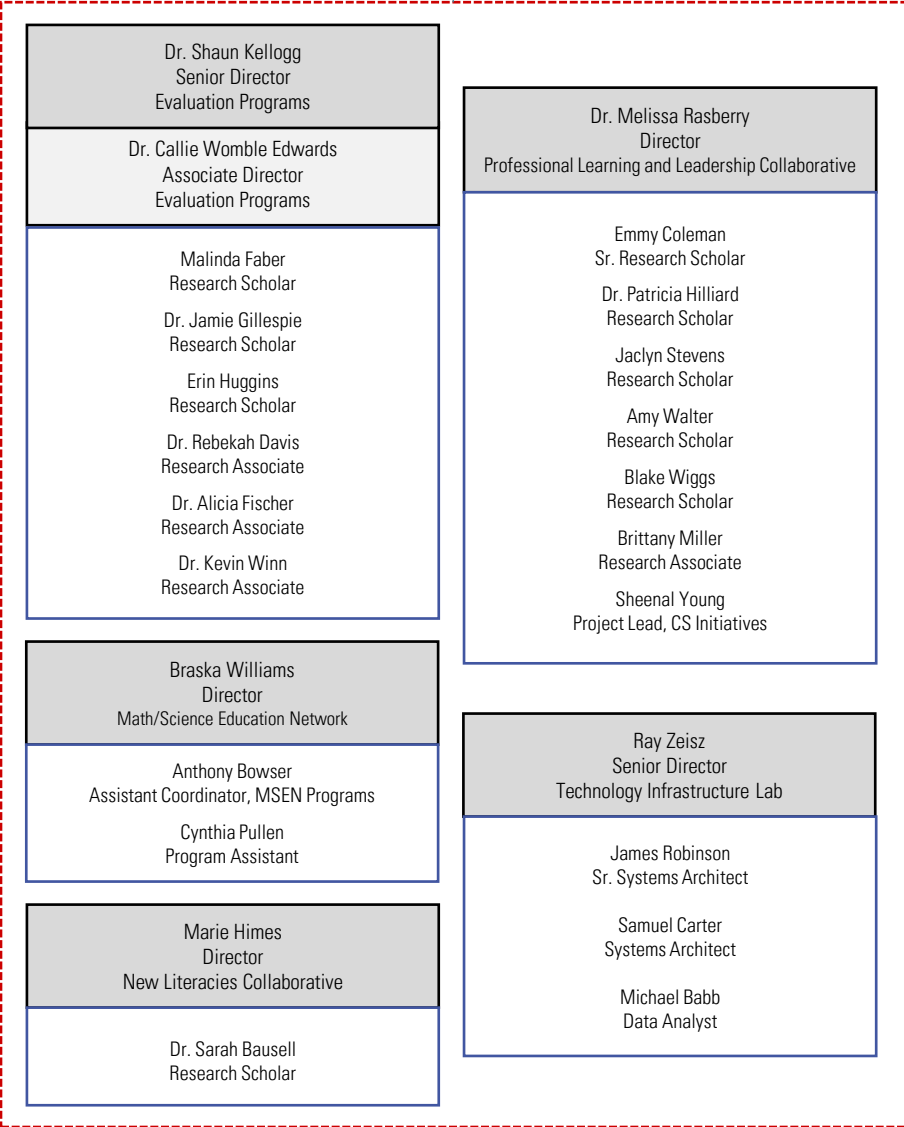 Dr. Shaun Kellogg
Senior Director
Evaluation Programs
Dr. Callie Womble Edwards
Associate Director
Evaluation Programs
Malinda Faber
Research Scholar
Dr. Jamie Gillespie
Research Scholar
Erin Huggins
Research Scholar
Dr. Rebekah Davis
Research Associate
Dr. Alicia Fischer
Research Associate
Dr. Kevin Winn
Research Associate
Braska Williams
Director
Math/Science Education Network
Anthony Bowser
Assistant Coordinator, MSEN Programs
Cynthia Pullen
Program Assistant
Marie Himes
Director
New Literacies Collaborative
Dr. Sarah Bausell
Research Scholar
Dr. Melissa Rasberry
Director
Professional Learning and Leadership Collaborative
Emmy Coleman
Sr. Research Scholar
Dr. Patricia Hilliard
Research Scholar
Jaclyn Stevens
Research Scholar
Amy Walter
Research Scholar
Blake Wiggs
Research Scholar
Brittany Miller
Research Associate
Sheenal Young
Project Lead, CS Initiatives
Ray Zeisz
Senior Director
Technology Infrastructure Lab
James Robinson
Sr. Systems Architect
Samuel Carter
Systems Architect
Michael Babb
Data Analyst